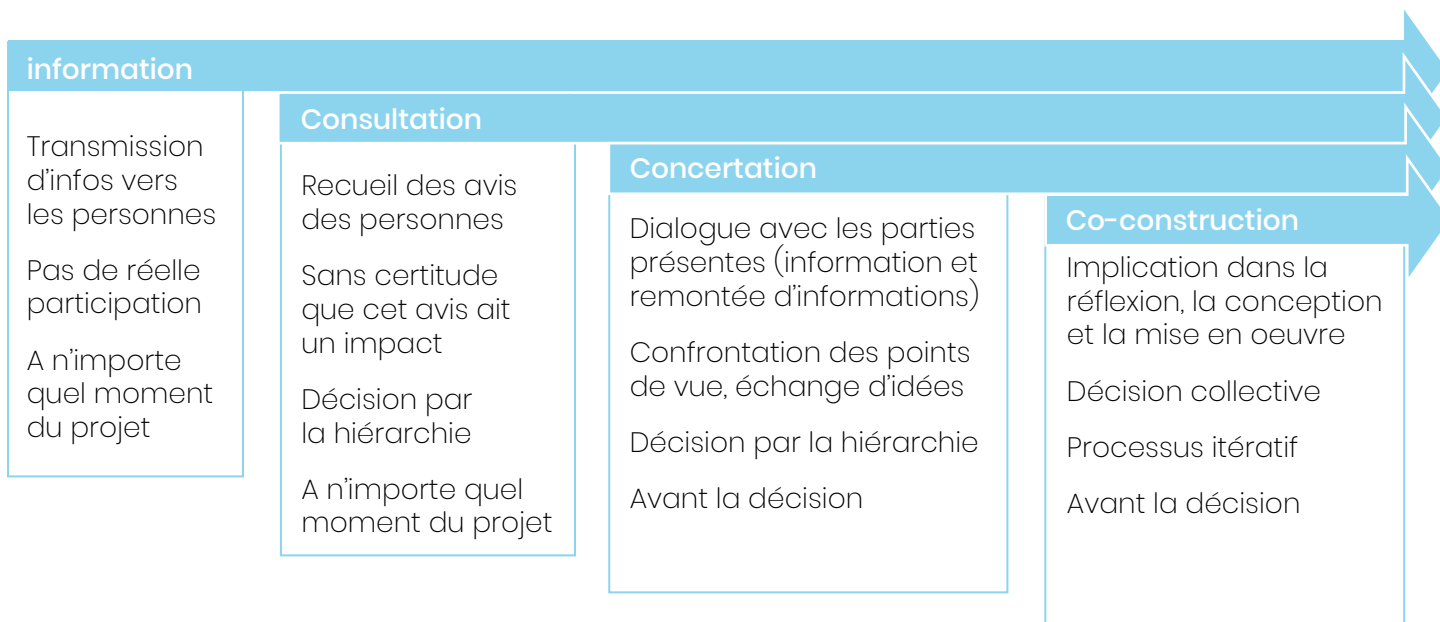 information
Transmission
d'infos vers
les personnes
Pas de réelle
participation
A n'importe
quel moment
du projet
Consultation
Recueil des avis
des personnes
Sans certitude
que cet avis ait
un impact
Décision par
la hiérarchie
A n'importe quel
moment du projet
Concertation
Dialogue avec les parties
présentes (information et
remontée d'informations)
Confrontation des points
de vue, échange d'idées
Décision par la hiérarchie
Avant la décision
Co-construction
Implication dans la
réflexion, la conception
et la mise en oeuvre
Décision collective
Processus itératif
Avant la décision